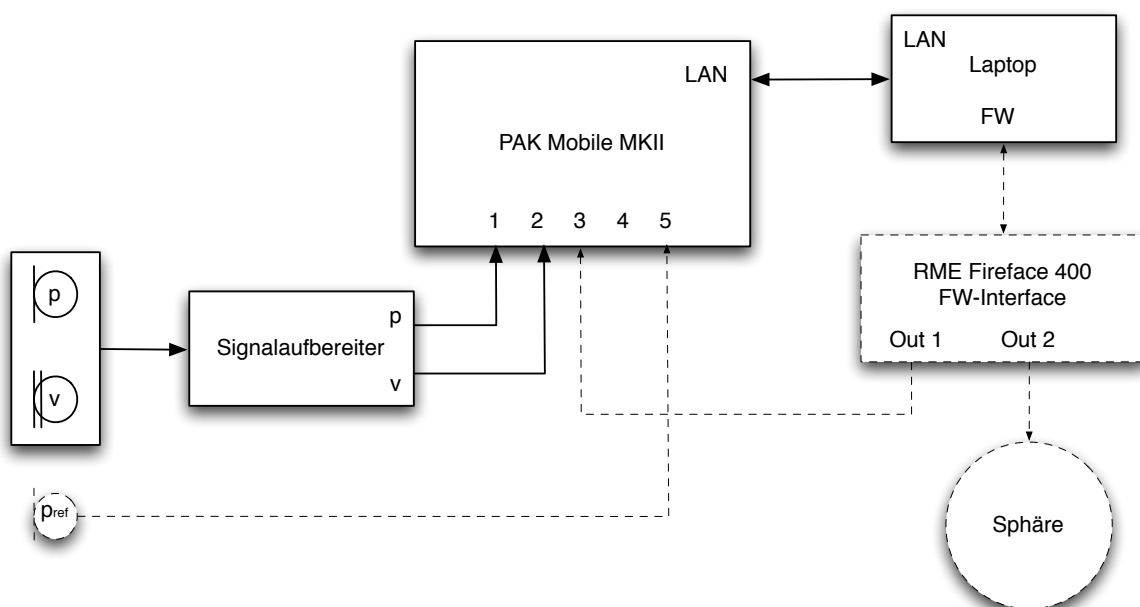 LAN
PAK Mobile MKII
1 2 3 4 5
LAN
Laptop
FW
RME Fireface 400
FW-Interface
Out 1 Out 2
p
v
Signalaufbereiter
p
v
pref
Sphäre